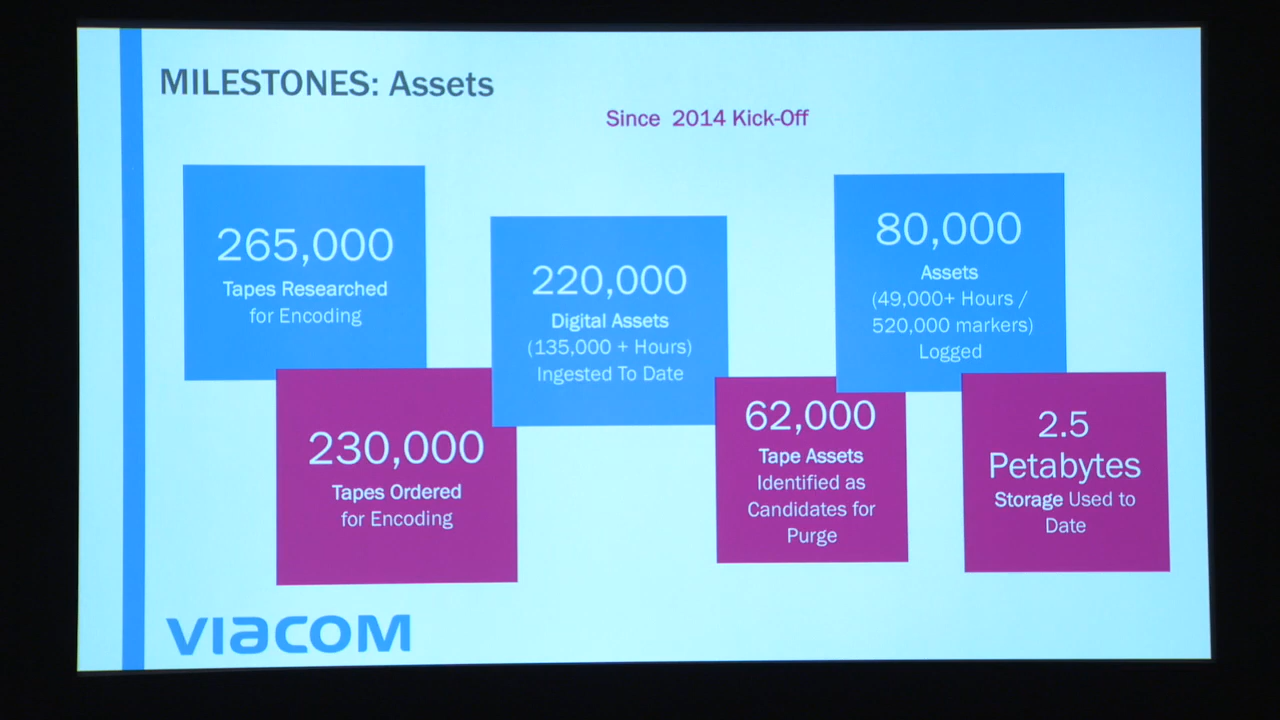 MILESTONES: Assets
Since 2014 Kick-Off
265,000
Tapes Researched
for Encoding
230,000
Tapes Ordered
for Encoding
220,000
Digital Assets
(135,000 + Hours)
Ingested To Date
62,000
Tape Assets
Identified as
Candidates for
Purge
80,000
Assets
(49,000+ Hours /
520,000 markers)
Logged
2.5
Petabytes
Storage Used to
Date
VIACOM